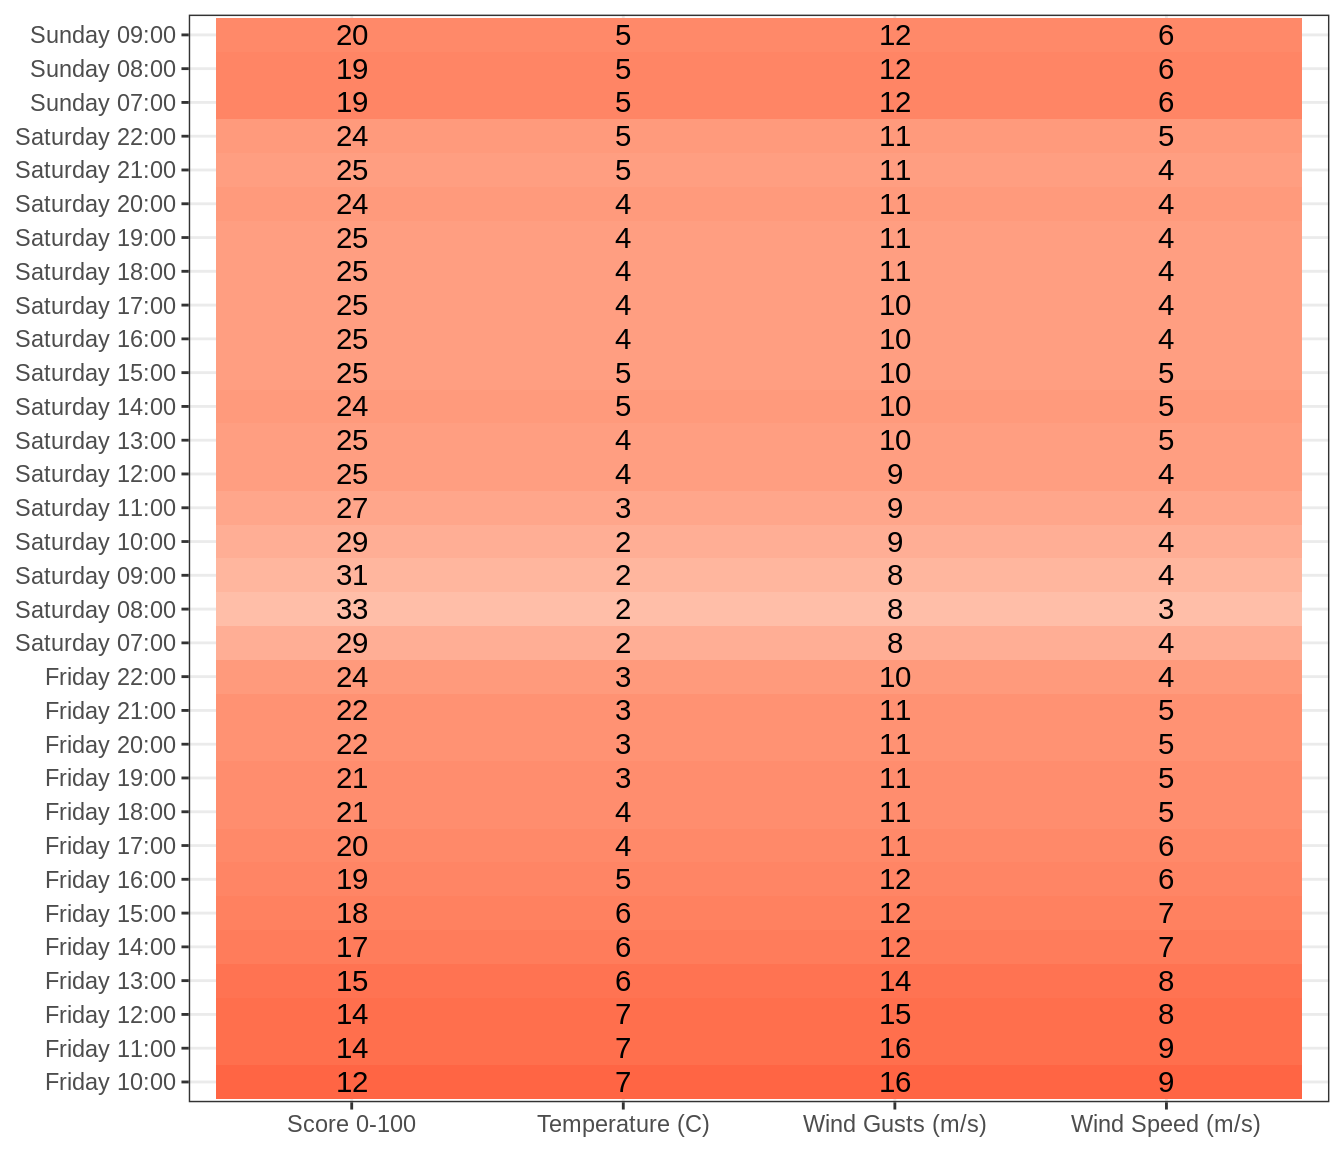 Sunday 09:00 20 5 12 6
Sunday 08:00 19 5 12 6
Sunday 07:00 19 5 12 6
Saturday 22:00 24 5 11 5
Saturday 21:00 25 5 11 4
Saturday 20:00 24 4 11 4
Saturday 19:00 25 4 11 4
Saturday 18:00 25 4 11 4
Saturday 17:00 25 4 10 4
Saturday 16:00 25 4 10 4
Saturday 15:00 25 5 10 5
Saturday 14:00 24 5 10 5
Saturday 13:00 25 4 10 5
Saturday 12:00 25 4 9 4
Saturday 11:00 27 3 9 4
Saturday 10:00 29 2 9 4
Saturday 09:00 31 2 8 4
Saturday 08:00 33 2 8 3
Saturday 07:00 29 2 8 4
Friday 22:00 24 3 10 4
Friday 21:00 22 3 11 5
Friday 20:00 22 3 11 5
Friday 19:00 21 3 11 5
Friday 18:00 21 4 11 5
Friday 17:00 20 4 11 6
Friday 16:00 19 5 12 6
Friday 15:00 18 6 12 7
Friday 14:00 17 6 12 7
Friday 13:00 15 6 14 8
Friday 12:00 14 7 15 8
Friday 11:00 14 7 16 9
Friday 10:00 12 7 16 9
Score 0-100 Temperature (C) Wind Gusts (m/s) Wind Speed (m/s)